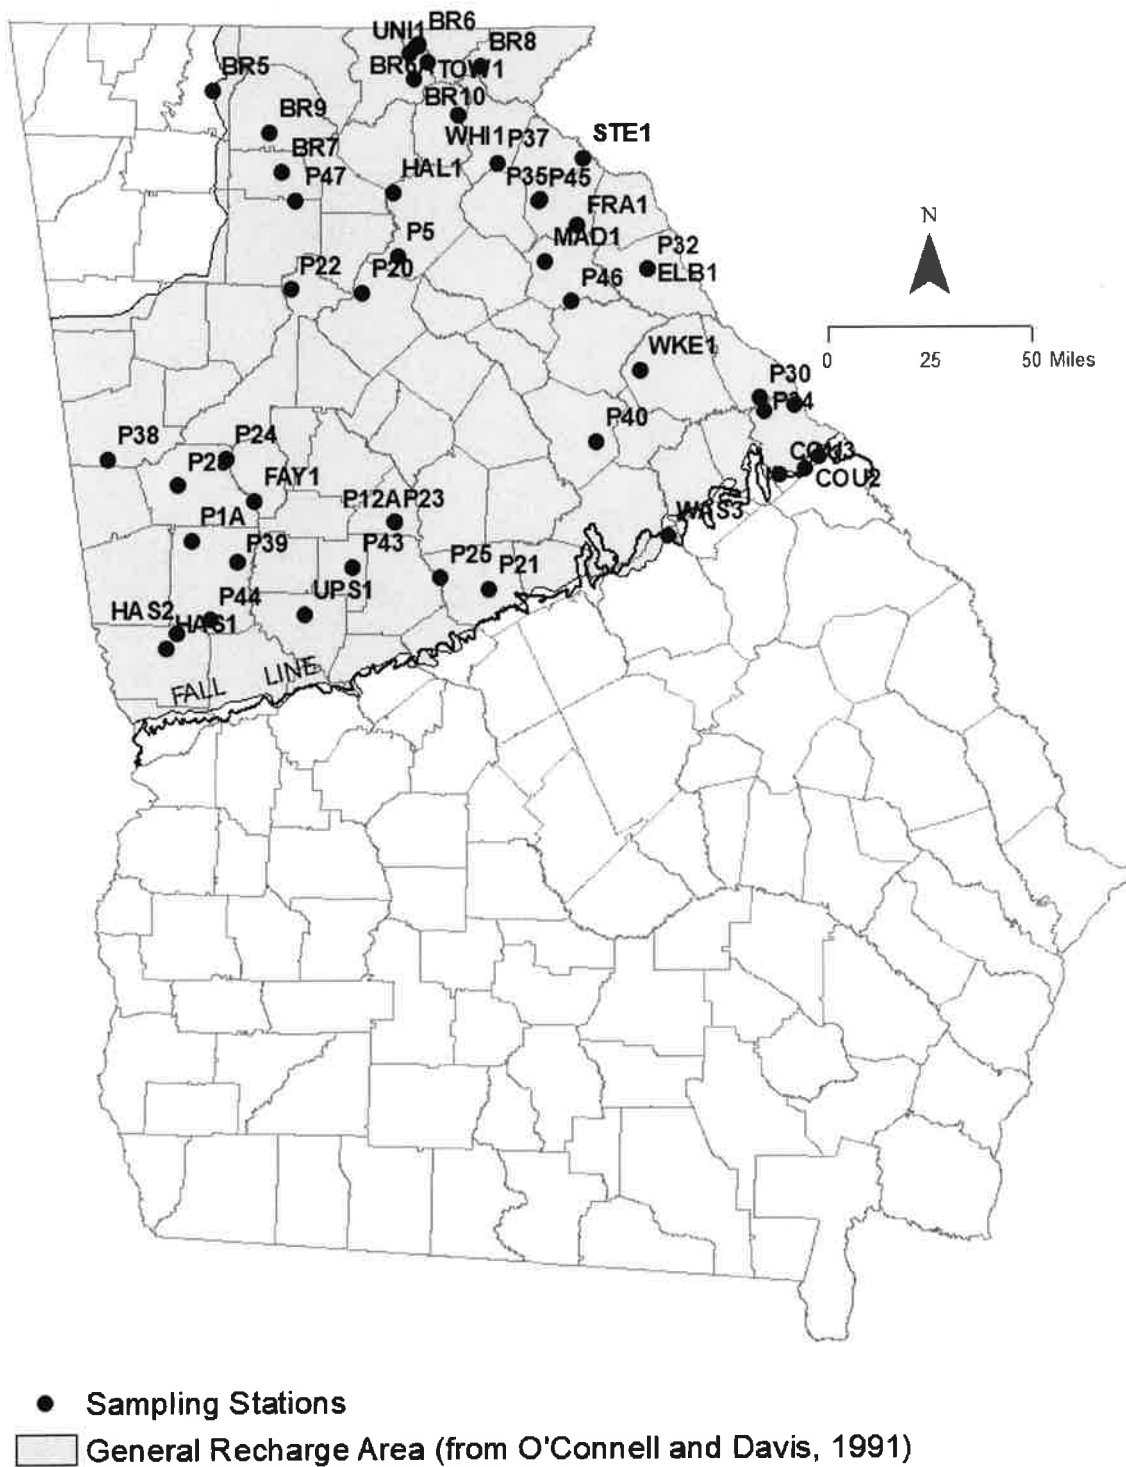 UNI1 BR6
BR8
BR5
TOW1
BR10
BR9
WHI1 P37
STE1
BR7
P47
HAL1
P35 P45
FRA1
P5
MAD1
P32
ELB1
P22
P20
P46
N
0 25 50 Miles
WKE1
P30
P40
P38
P24
COU2
FAY1
P12A P23
WAS3
P1A
P39
P43
P25
P21
UPS1
P44
HAS2
HAS1
FALL LINE
Sampling Stations
General Recharge Area (from O'Connell and Davis, 1991)